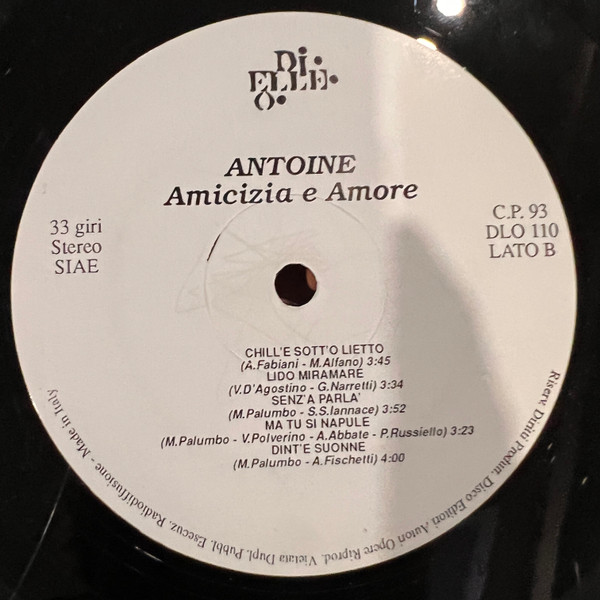 DI.
ELLE.
O.
ANTOINE
Amicizia e Amore
33 giri
Stereo
SIAE
C.P. 93
DLO 110
LATO B
CHILL'E SOTT'O LIETTO
(A.Fabiani - M.Alfano) 3:45
LIDO MIRAMARE
(V.D'Agostino - G.Narretti) 3:34
SENZ'A PARLA'
(M.Palumbo - S.S.Iannace) 3:52
MA TU SI NAPULE
(M.Palumbo - V.Polverino - A.Abbate - P.Russiello) 3:23
DINT'E SUONNE
(M.Palumbo - A.Fischetti) 4:00
Riserv. Diritti Produtt. Disco Editori Autori Opere Riprod. Vietata Dupl. Pubbl. Esecuz. Radiodiffusione - Made in Italy